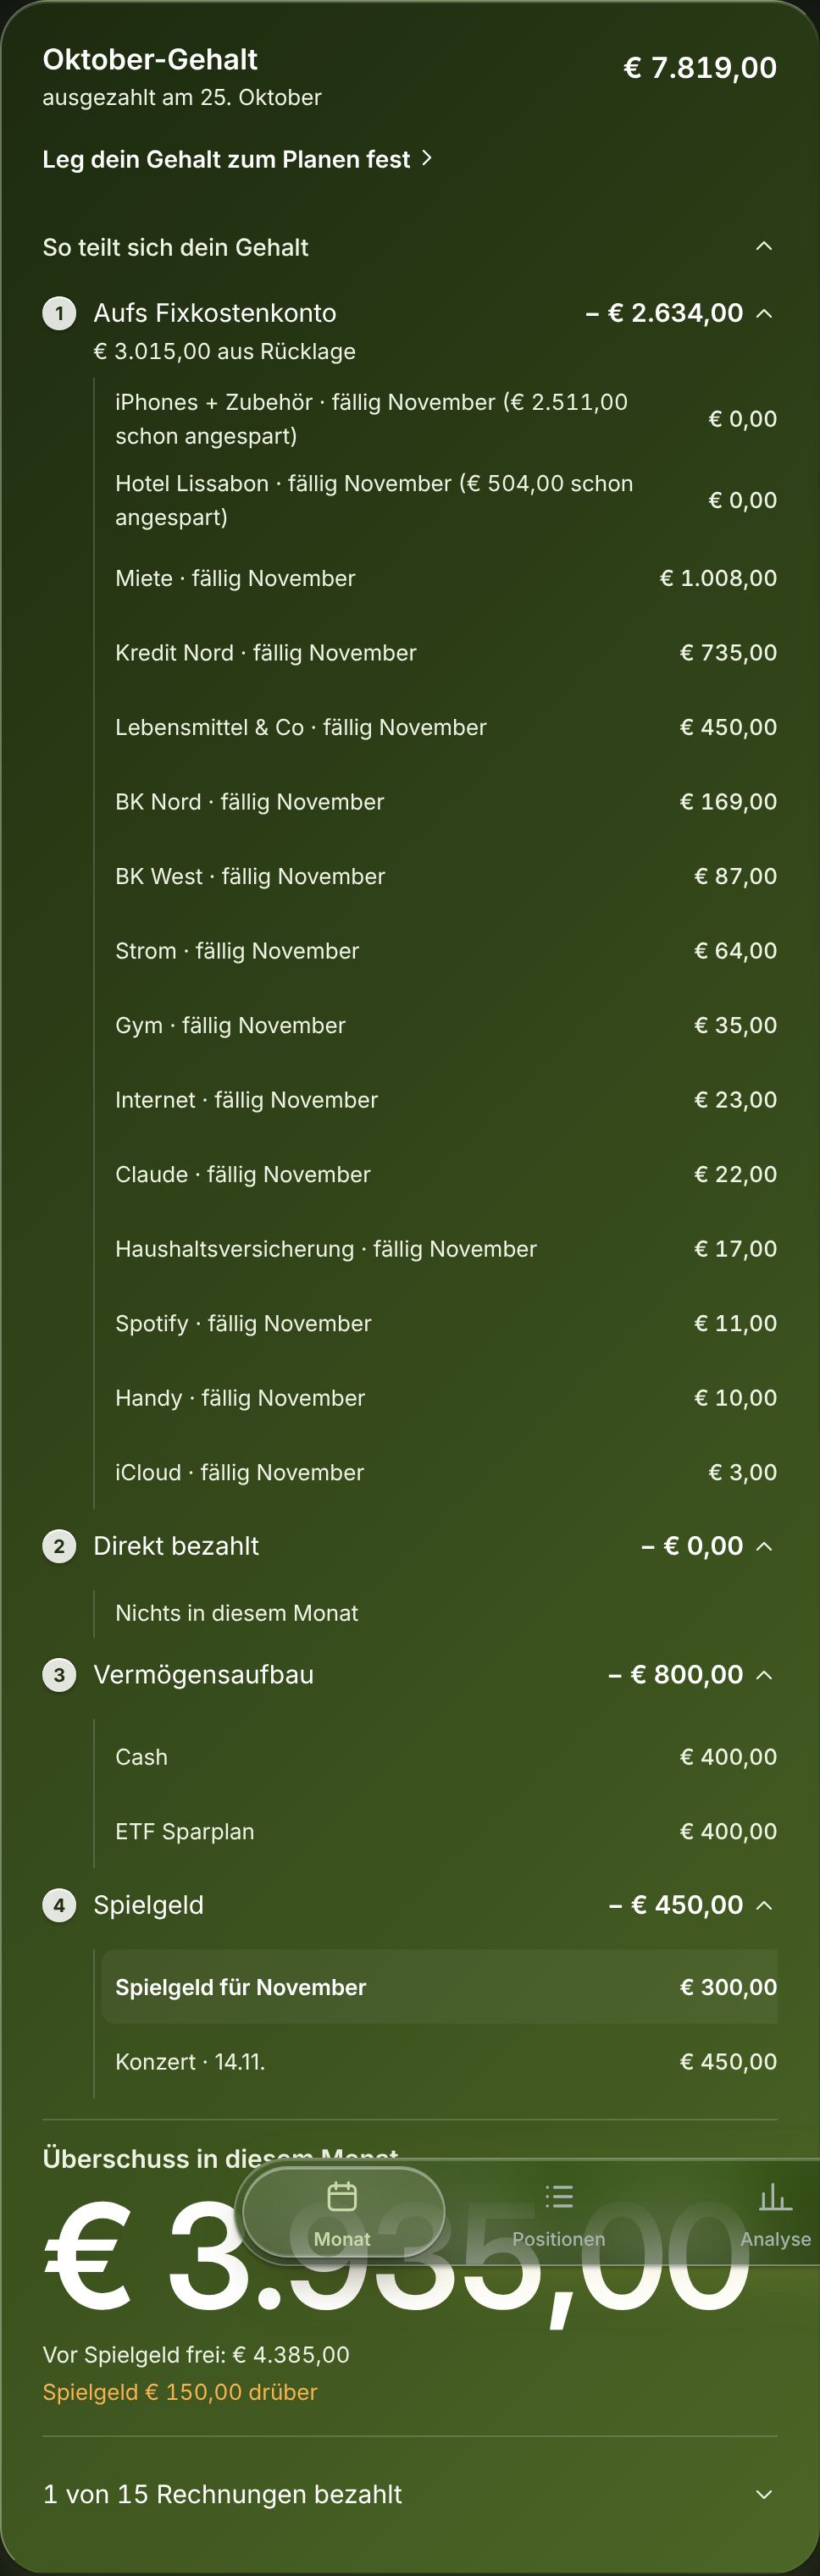 Oktober-Gehalt
€ 7.819,00
ausgezahlt am 25. Oktober
Leg dein Gehalt zum Planen fest
So teilt sich dein Gehalt
1 Aufs Fixkostenkonto – € 2.634,00
€ 3.015,00 aus Rücklage
iPhones + Zubehör · fällig November (€ 2.511,00
schon angespart) € 0,00
Hotel Lissabon · fällig November (€ 504,00 schon
angespart) € 0,00
Miete · fällig November € 1.008,00
Kredit Nord · fällig November € 735,00
Lebensmittel & Co · fällig November € 450,00
BK Nord · fällig November € 169,00
BK West · fällig November € 87,00
Strom · fällig November € 64,00
Gym · fällig November € 35,00
Internet · fällig November € 23,00
Claude · fällig November € 22,00
Haushaltsversicherung · fällig November € 17,00
Spotify · fällig November € 11,00
Handy · fällig November € 10,00
iCloud · fällig November € 3,00
2 Direkt bezahlt – € 0,00
Nichts in diesem Monat
3 Vermögensaufbau – € 800,00
Cash € 400,00
ETF Sparplan € 400,00
4 Spielgeld – € 450,00
Spielgeld für November € 300,00
Konzert · 14.11. € 450,00
Überschuss in diesem Monat
€ 3.935,00
Monat Positionen Analyse
Vor Spielgeld frei: € 4.385,00
Spielgeld € 150,00 drüber
1 von 15 Rechnungen bezahlt